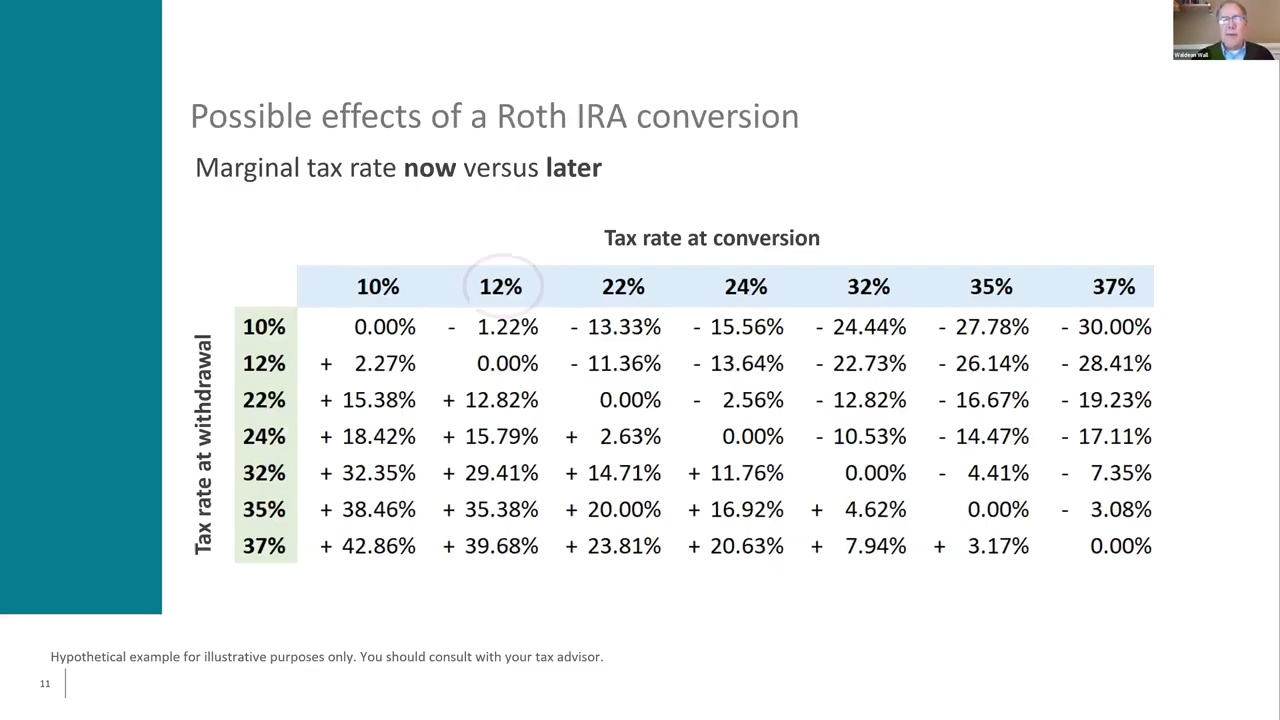 Waldean Wall
Possible effects of a Roth IRA conversion
Marginal tax rate now versus later
Tax rate at conversion
10% 12% 22% 24% 32% 35% 37%
Tax rate at withdrawal
10% 0.00% - 1.22% - 13.33% - 15.56% - 24.44% - 27.78% - 30.00%
12% + 2.27% 0.00% - 11.36% - 13.64% - 22.73% - 26.14% - 28.41%
22% + 15.38% + 12.82% 0.00% - 2.56% - 12.82% - 16.67% - 19.23%
24% + 18.42% + 15.79% + 2.63% 0.00% - 10.53% - 14.47% - 17.11%
32% + 32.35% + 29.41% + 14.71% + 11.76% 0.00% - 4.41% - 7.35%
35% + 38.46% + 35.38% + 20.00% + 16.92% + 4.62% 0.00% - 3.08%
37% + 42.86% + 39.68% + 23.81% + 20.63% + 7.94% + 3.17% 0.00%
Hypothetical example for illustrative purposes only. You should consult with your tax advisor.
11